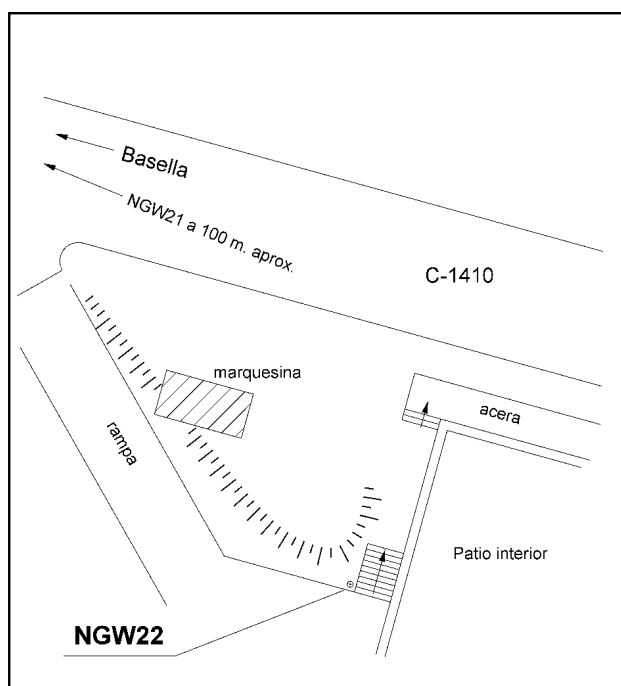 Basella
NGW21 a 100 m. aprox.
C-1410
marquesina
acera
rampa
Patio interior
NGW22